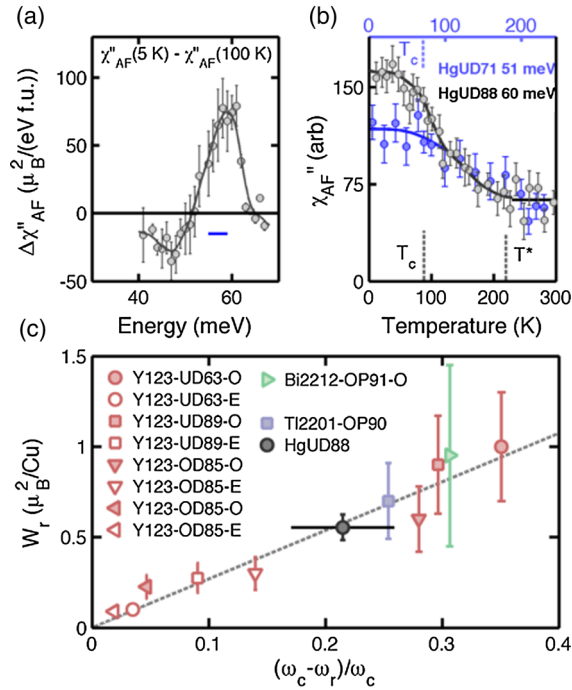 (a)
χ''AF(5 K) - χ''AF(100 K)
Δχ''AF (μB²/(eV f.u.))
100
50
0
-50
40
60
Energy (meV)
(b)
0
100
200
Tc
HgUD71 51 meV
HgUD88 60 meV
χAF'' (arb)
150
75
0
Tc
T*
0
100
200
300
Temperature (K)
(c)
Wr (μB²/Cu)
1.5
1
0.5
0
Y123-UD63-O
Y123-UD63-E
Y123-UD89-O
Y123-UD89-E
Y123-OD85-O
Y123-OD85-E
Y123-OD85-O
Y123-OD85-E
Bi2212-OP91-O
Tl2201-OP90
HgUD88
0
0.1
0.2
0.3
0.4
(ωc-ωr)/ωc